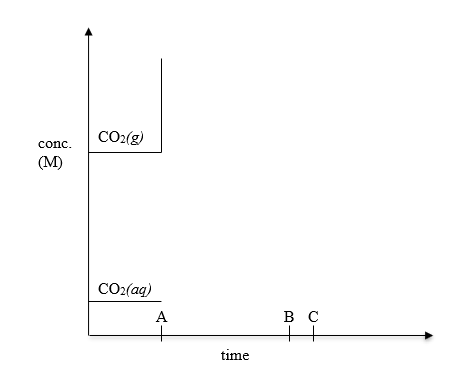 CO₂(g)
conc.
(M)
CO₂(aq)
A B C
time